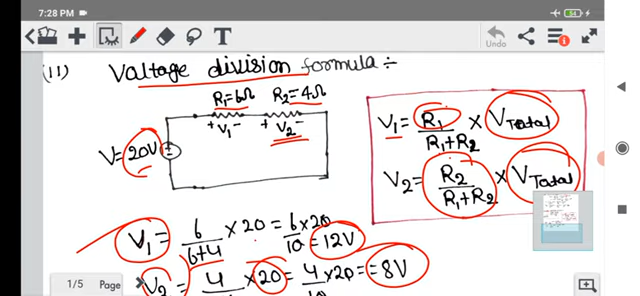 7:28 PM
64
Undo
(11) Voltage division formula ÷
R₁=6Ω R₂=4Ω
+ V₁ - + V₂ -
V=20V
V₁ = R₁/R₁+R₂ × VTotal
V₂ = R₂/R₁+R₂ × VTotal
V₁ = 6/6+4 × 20 = 6×20/10 = 12V
V₂ = 4 × 20 = 4×20 = = 8V
1/5 Page